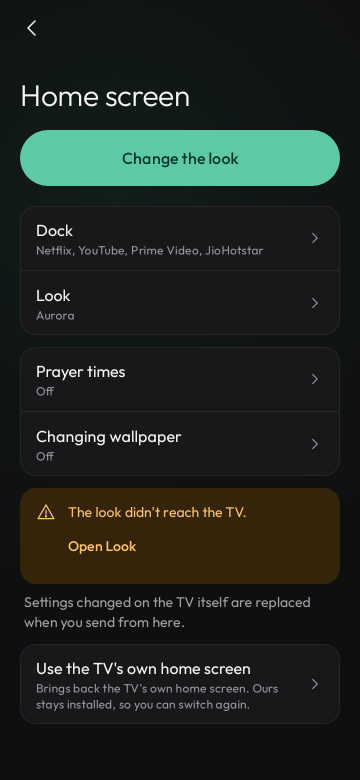 Home screen
Change the look
Dock
Netflix, YouTube, Prime Video, JioHotstar
Look
Aurora
Prayer times
Off
Changing wallpaper
Off
The look didn't reach the TV.
Open Look
Settings changed on the TV itself are replaced
when you send from here.
Use the TV's own home screen
Brings back the TV's own home screen. Ours
stays installed, so you can switch again.